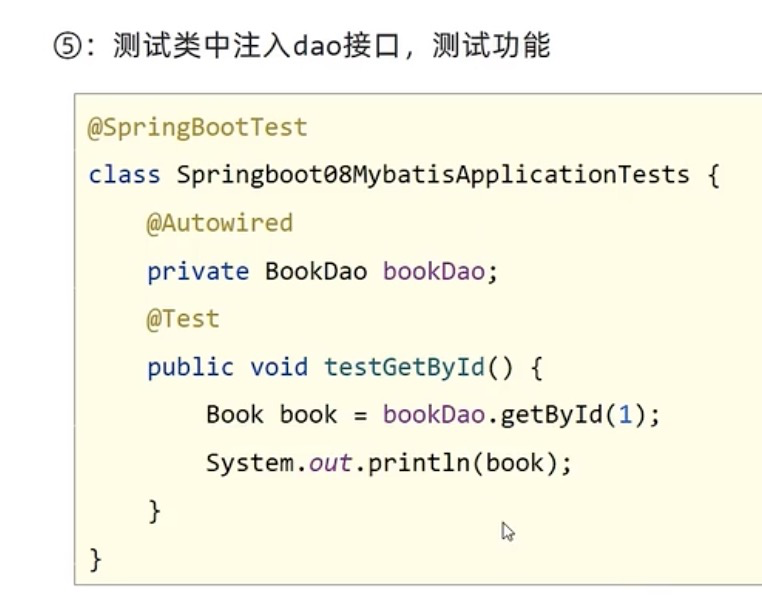 ⑤：测试类中注入dao接口，测试功能
@SpringBootTest
class Springboot08MybatisApplicationTests {
    @Autowired
    private BookDao bookDao;
    @Test
    public void testGetById() {
        Book book = bookDao.getById(1);
        System.out.println(book);
    }
}